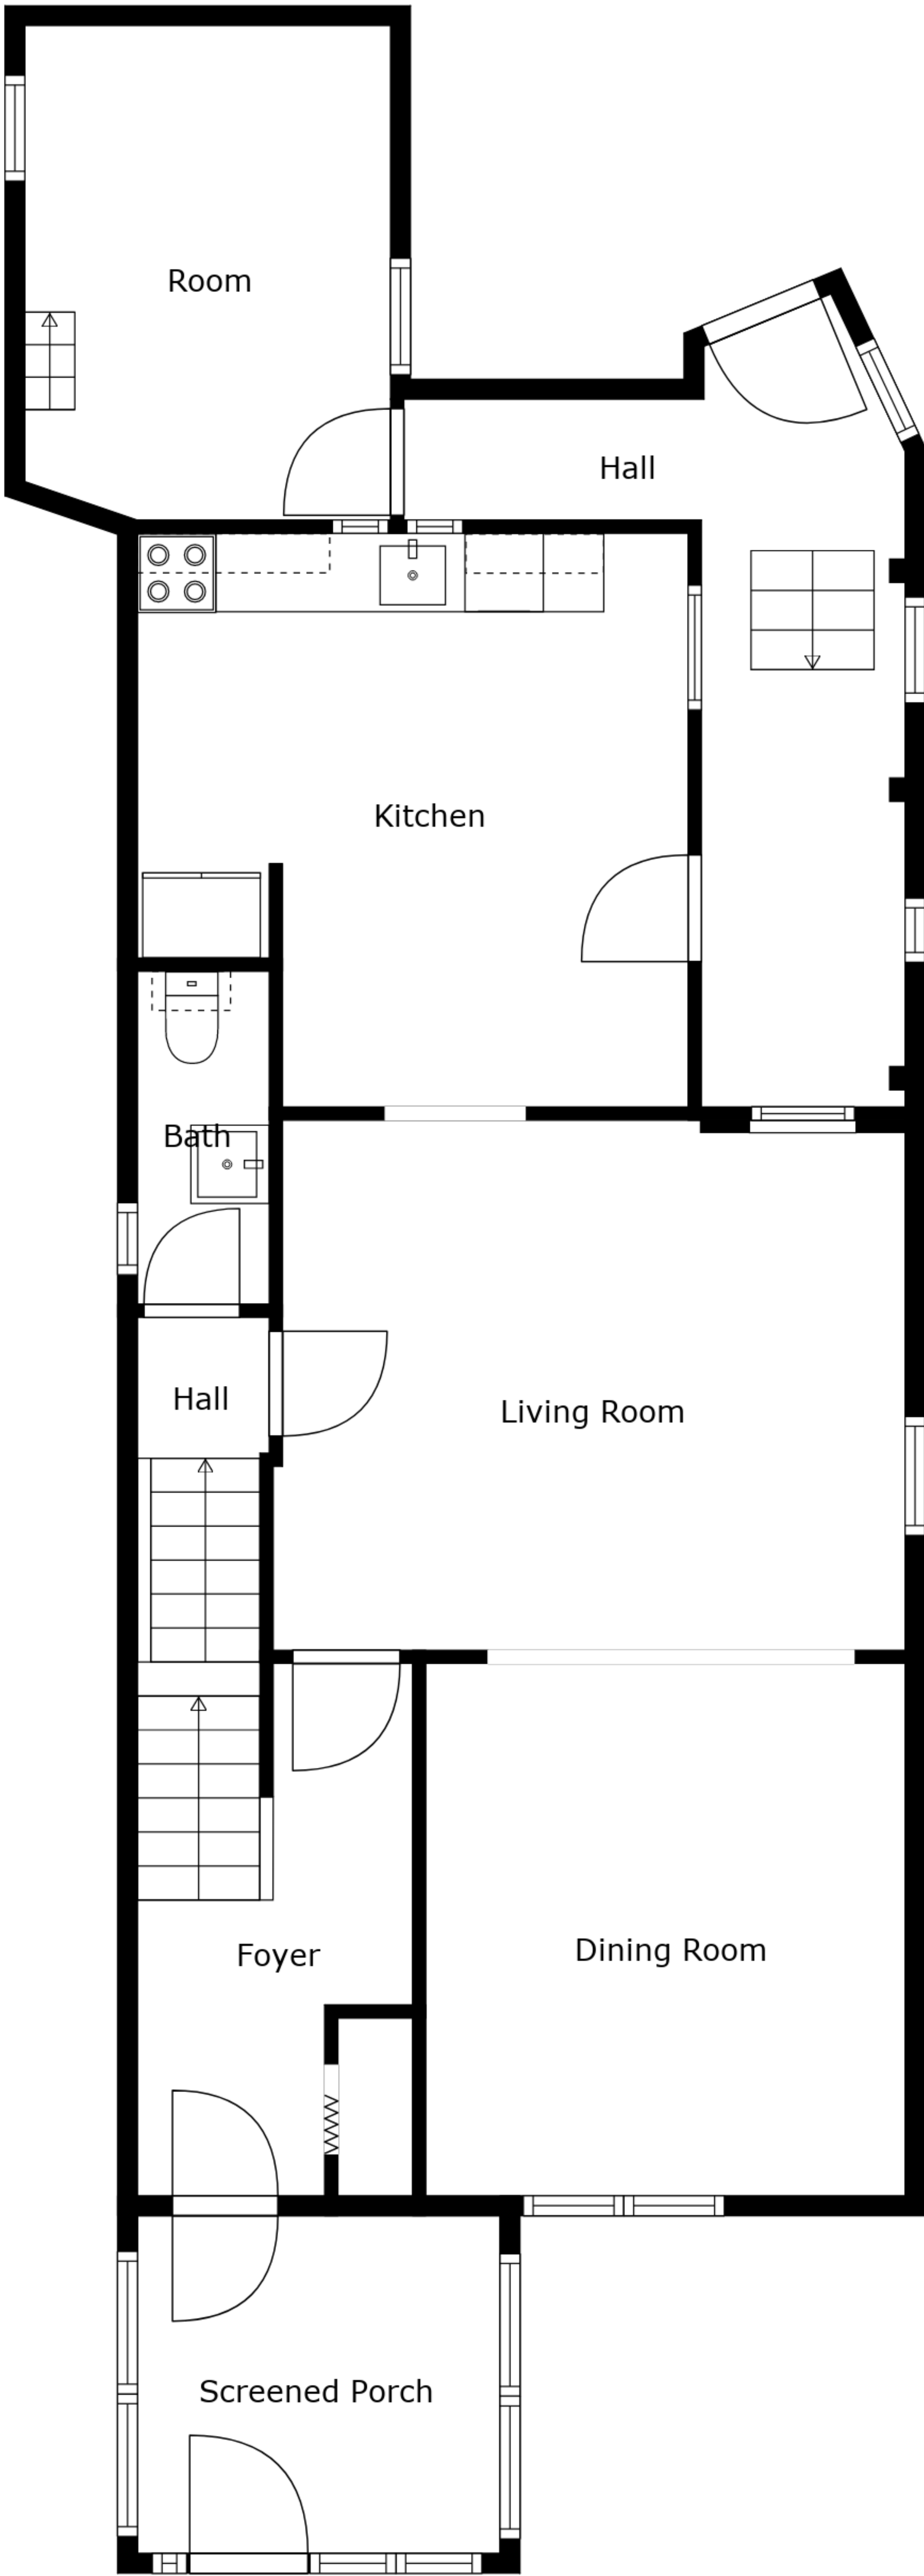 Room
Hall
Kitchen
Bath
Hall
Living Room
Foyer
Dining Room
Screened Porch